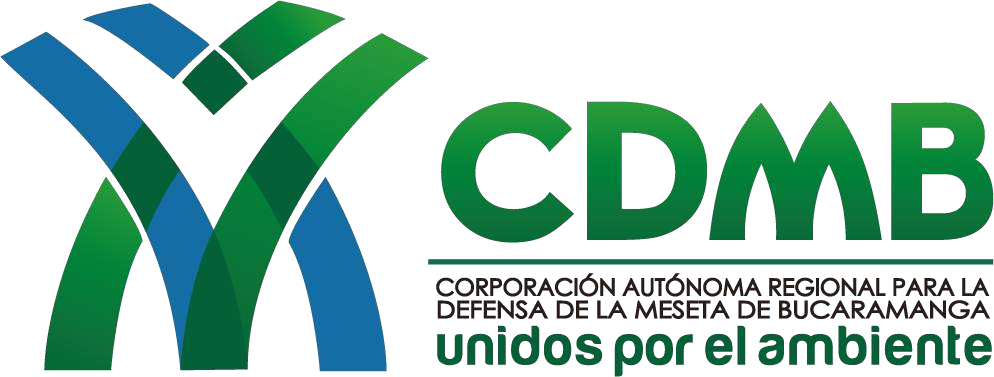 CDMB
CORPORACIÓN AUTÓNOMA REGIONAL PARA LA
DEFENSA DE LA MESETA DE BUCARAMANGA
unidos por el ambiente